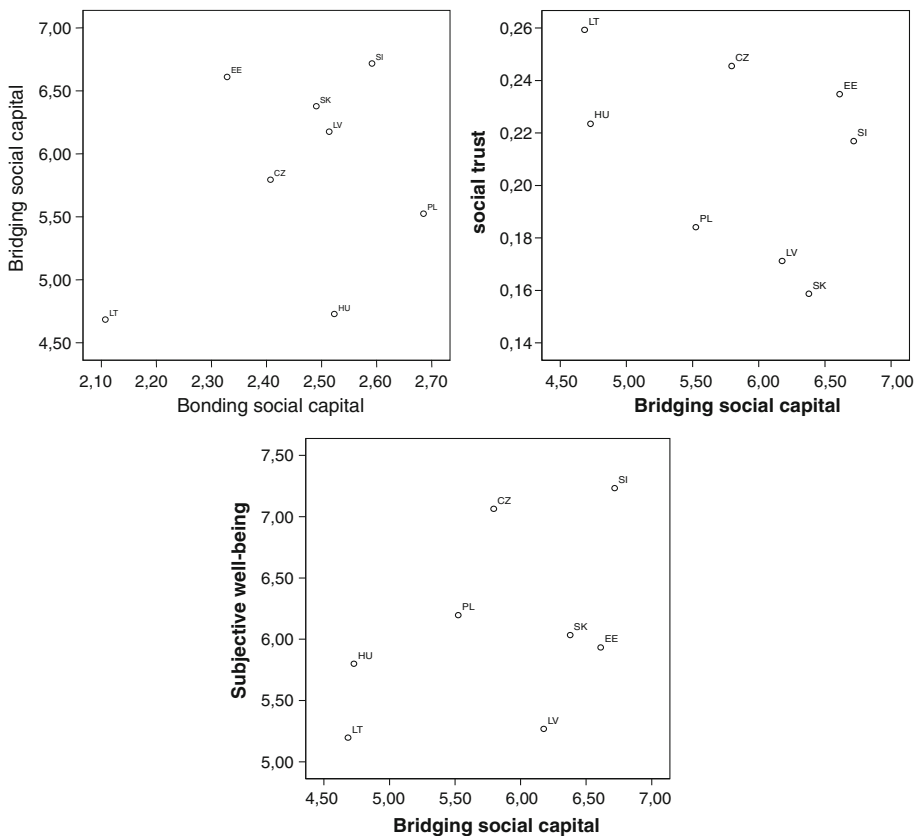 7,00
6,50
6,00
5,50
5,00
4,50
Bridging social capital
EE
SI
SK
LV
CZ
PL
LT
HU
2,10 2,20 2,30 2,40 2,50 2,60 2,70
Bonding social capital
0,26
0,24
0,22
0,20
0,18
0,16
0,14
social trust
LT
CZ
EE
HU
SI
PL
LV
SK
4,50 5,00 5,50 6,00 6,50 7,00
Bridging social capital
7,50
7,00
6,50
6,00
5,50
5,00
Subjective well-being
SI
CZ
PL
SK
EE
HU
LT
LV
4,50 5,00 5,50 6,00 6,50 7,00
Bridging social capital